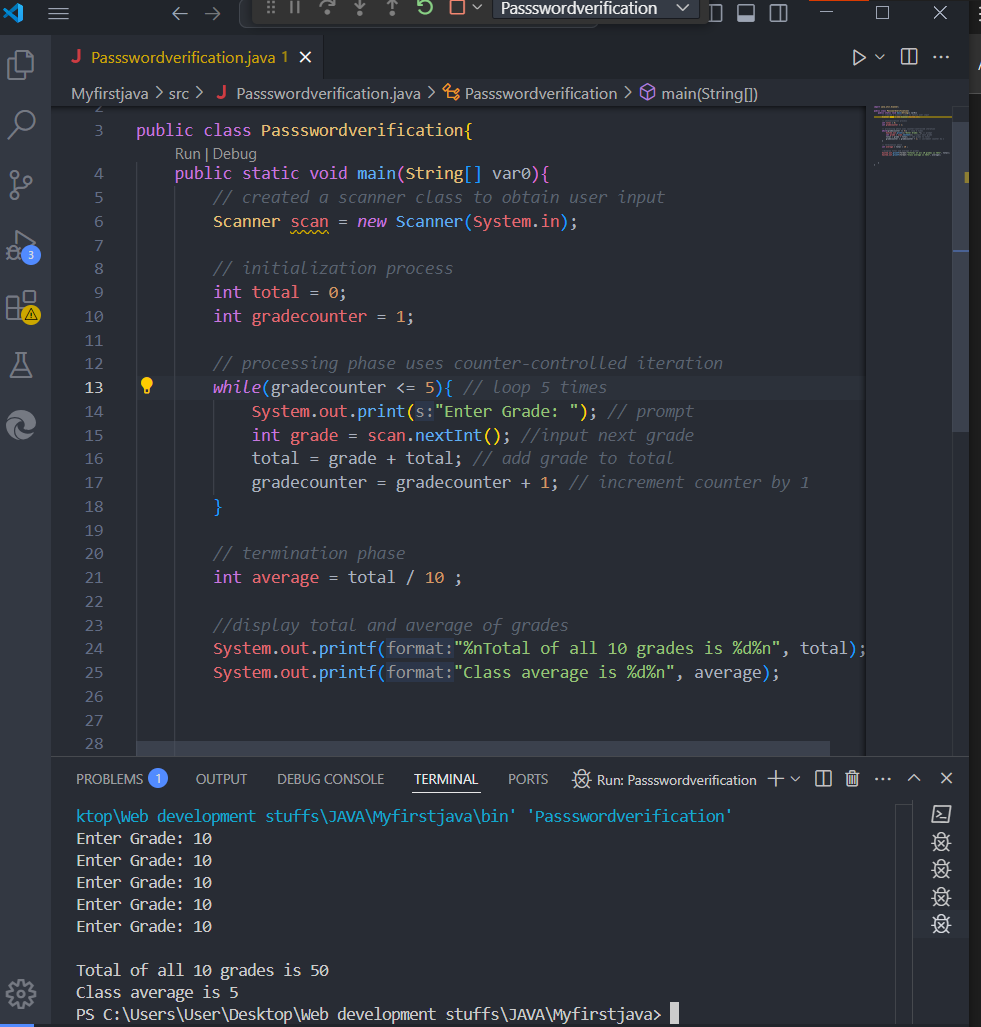 Passswordverification
Passswordverification.java 1
Myfirstjava > src > Passswordverification.java > Passswordverification > main(String[])
2
3 public class Passswordverification{
Run | Debug
4 public static void main(String[] var0){
5 // created a scanner class to obtain user input
6 Scanner scan = new Scanner(System.in);
7
8 // initialization process
9 int total = 0;
10 int gradecounter = 1;
11
12 // processing phase uses counter-controlled iteration
13 while(gradecounter <= 5){ // loop 5 times
14 System.out.print(s:"Enter Grade: "); // prompt
15 int grade = scan.nextInt(); //input next grade
16 total = grade + total; // add grade to total
17 gradecounter = gradecounter + 1; // increment counter by 1
18 }
19
20 // termination phase
21 int average = total / 10 ;
22
23 //display total and average of grades
24 System.out.printf(format:"%nTotal of all 10 grades is %d%n", total);
25 System.out.printf(format:"Class average is %d%n", average);
26
27
28
3
PROBLEMS 1 OUTPUT DEBUG CONSOLE TERMINAL PORTS Run: Passswordverification
ktop\Web development stuffs\JAVA\Myfirstjava\bin' 'Passswordverification'
Enter Grade: 10
Enter Grade: 10
Enter Grade: 10
Enter Grade: 10
Enter Grade: 10
Total of all 10 grades is 50
Class average is 5
PS C:\Users\User\Desktop\Web development stuffs\JAVA\Myfirstjava>